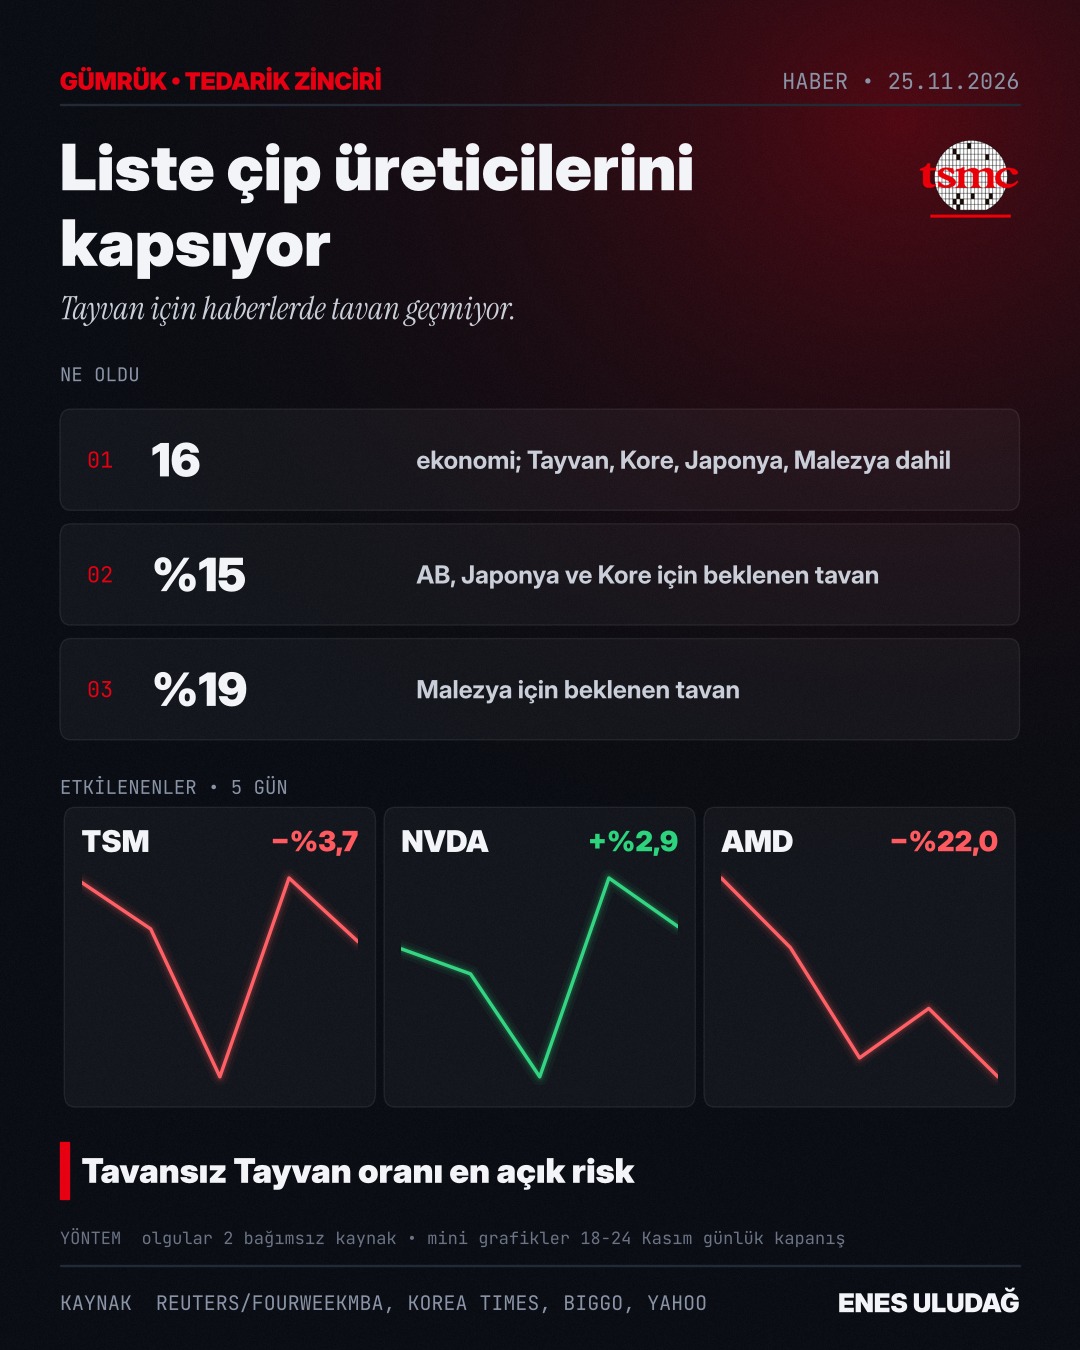 GÜMRÜK • TEDARİK ZİNCİRİ
HABER • 25.11.2026
Liste çip üreticilerini
kapsıyor
tsmc
Tayvan için haberlerde tavan geçmiyor.
NE OLDU
01 16 ekonomi; Tayvan, Kore, Japonya, Malezya dahil
02 %15 AB, Japonya ve Kore için beklenen tavan
03 %19 Malezya için beklenen tavan
ETKİLENENLER • 5 GÜN
TSM −%3,7
NVDA +%2,9
AMD −%22,0
Tavansız Tayvan oranı en açık risk
YÖNTEM olgular 2 bağımsız kaynak • mini grafikler 18-24 Kasım günlük kapanış
KAYNAK REUTERS/FOURWEEKMBA, KOREA TIMES, BIGGO, YAHOO
ENES ULUDAĞ